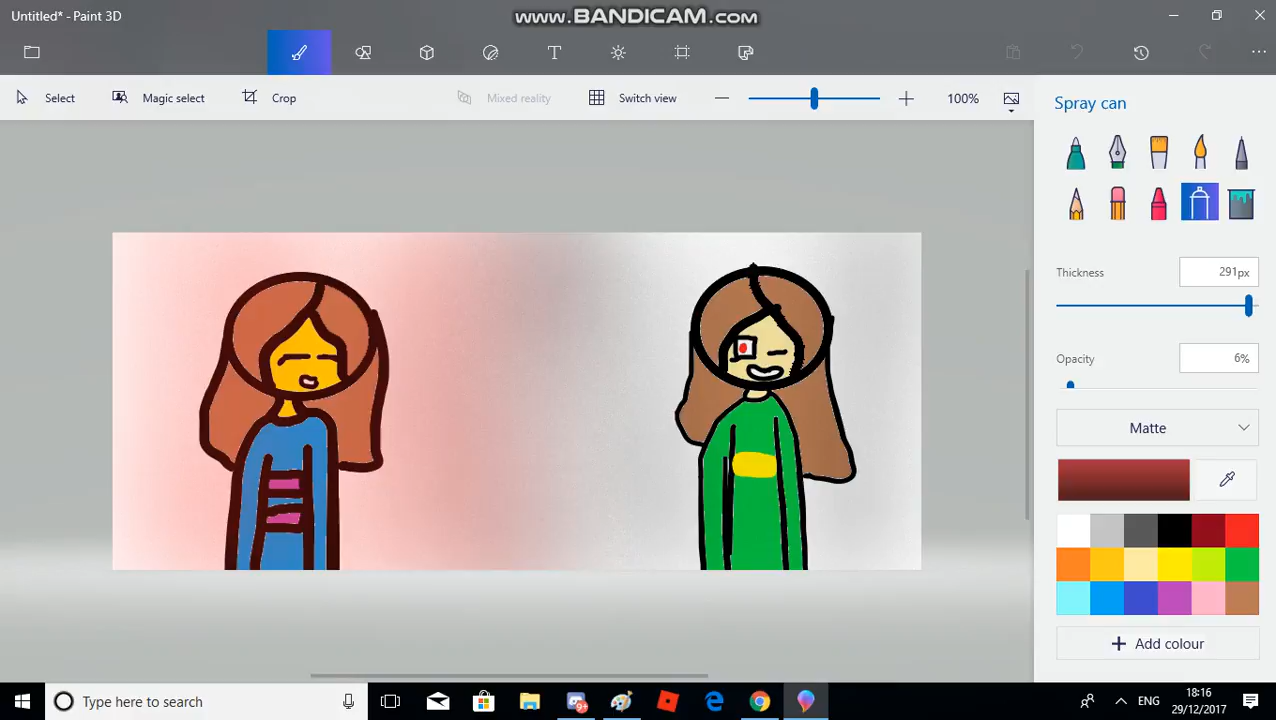 Untitled* - Paint 3D
www.BANDICAM.com
Select
Magic select
Crop
Mixed reality
Switch view
100%
Spray can
Thickness
291px
Opacity
6%
Matte
Add colour
Type here to search
9+
ENG
18:16
29/12/2017